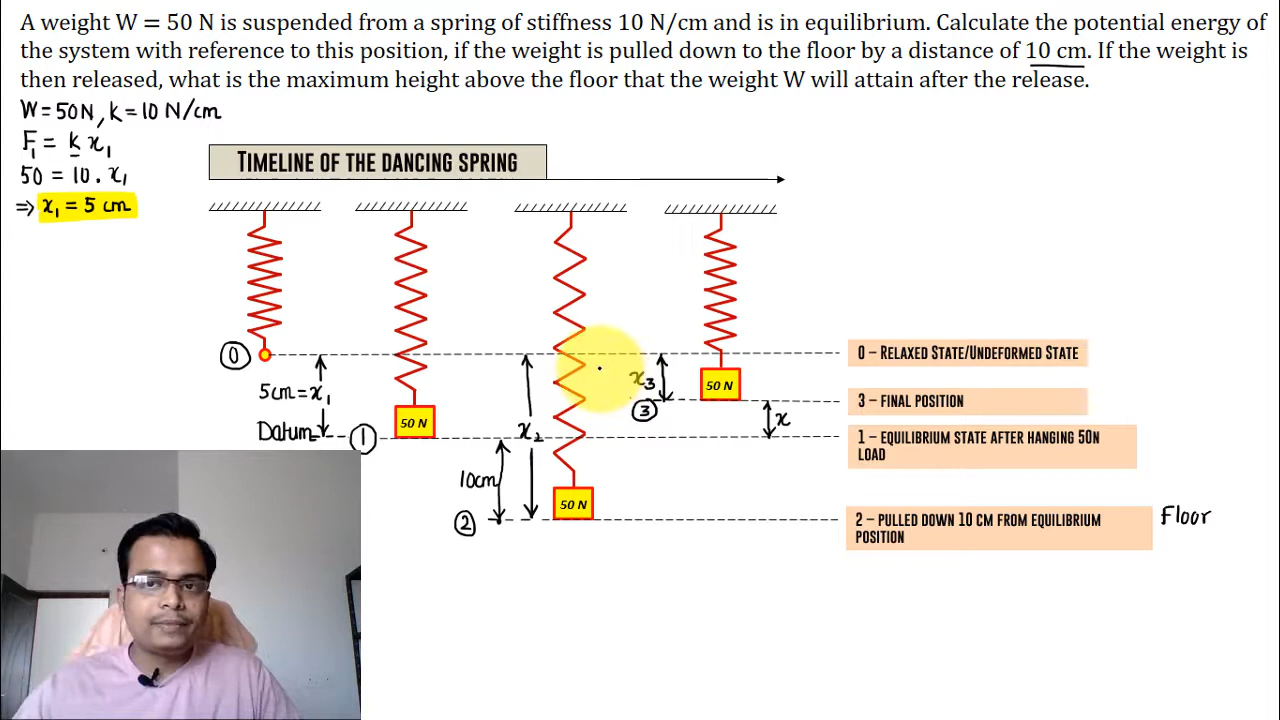 A weight W = 50 N is suspended from a spring of stiffness 10 N/cm and is in equilibrium. Calculate the potential energy of
the system with reference to this position, if the weight is pulled down to the floor by a distance of 10 cm. If the weight is
then released, what is the maximum height above the floor that the weight W will attain after the release.
W = 50N, k = 10 N/cm
F₁ = k x₁
50 = 10 . x₁
⇒ x₁ = 5 cm
TIMELINE OF THE DANCING SPRING
0
5cm = x₁
Datum
1
50 N
10cm
2
x₂
50 N
x₃
3
50 N
x
0 – RELAXED STATE/UNDEFORMED STATE
3 – FINAL POSITION
1 – EQUILIBRIUM STATE AFTER HANGING 50N
LOAD
2 – PULLED DOWN 10 CM FROM EQUILIBRIUM
POSITION
Floor